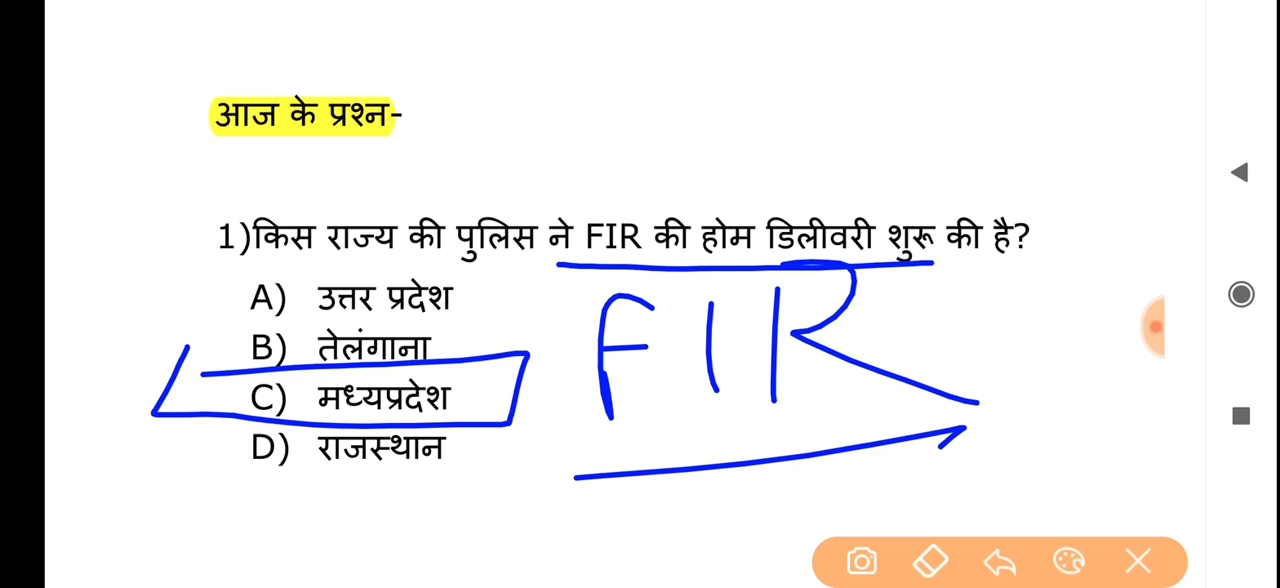 आज के प्रश्न-
1)किस राज्य की पुलिस ने FIR की होम डिलीवरी शुरू की है?
A) उत्तर प्रदेश
B) तेलंगाना
C) मध्यप्रदेश
D) राजस्थान
FIR